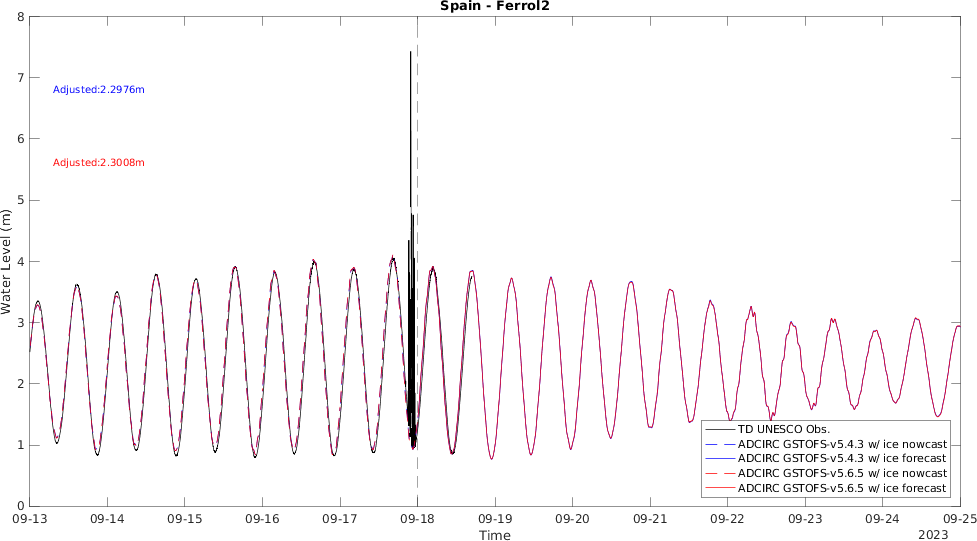 Spain - Ferrol2
8
7
6
5
4
3
2
1
0
Water Level (m)
Adjusted:2.2976m
Adjusted:2.3008m
TD UNESCO Obs.
ADCIRC GSTOFS-v5.4.3 w/ ice nowcast
ADCIRC GSTOFS-v5.4.3 w/ ice forecast
ADCIRC GSTOFS-v5.6.5 w/ ice nowcast
ADCIRC GSTOFS-v5.6.5 w/ ice forecast
09-13 09-14 09-15 09-16 09-17 09-18 09-19 09-20 09-21 09-22 09-23 09-24 09-25
Time
2023